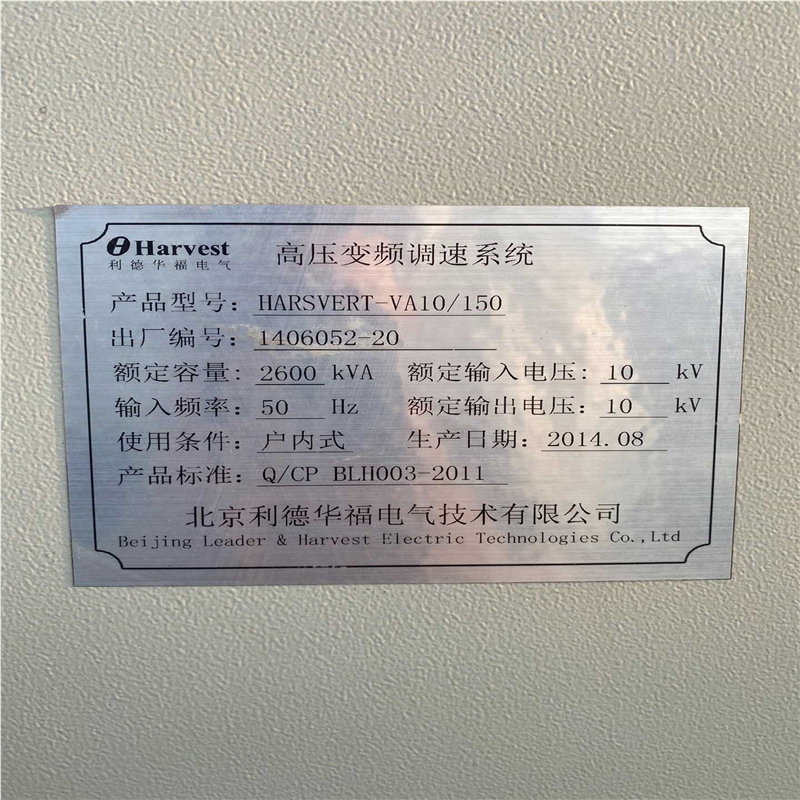 Harvest 高压变频调速系统
利德华福电气
产品型号: HARSVERT-VA10/150
出厂编号: 1406052-20
额定容量: 2600 kVA 额定输入电压: 10 kV
输入频率: 50 Hz 额定输出电压: 10 kV
使用条件: 户内式 生产日期: 2014.08
产品标准: Q/CP BLH003-2011
北京利德华福电气技术有限公司
Beijing Leader & Harvest Electric Technologies Co.,Ltd